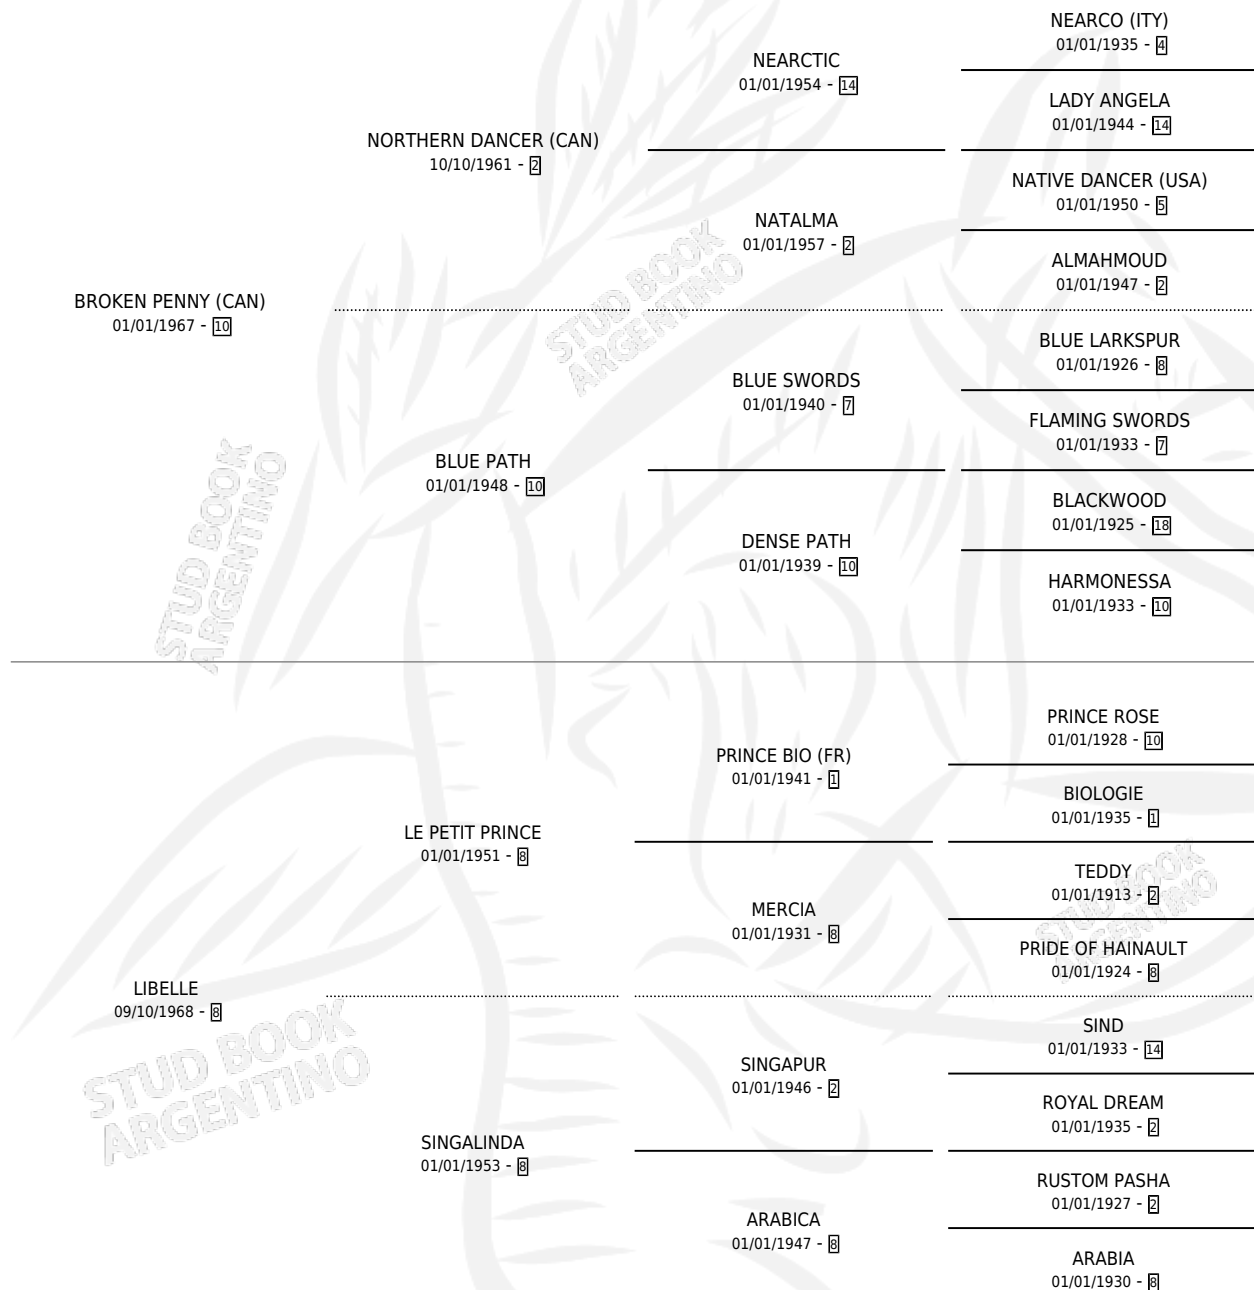 NEARCO (ITY)
01/01/1935 - 4
NEARCTIC
01/01/1954 - 14
LADY ANGELA
01/01/1944 - 14
NORTHERN DANCER (CAN)
10/10/1961 - 2
NATIVE DANCER (USA)
01/01/1950 - 5
NATALMA
01/01/1957 - 2
ALMAHMOUD
01/01/1947 - 2
BROKEN PENNY (CAN)
01/01/1967 - 10
BLUE LARKSPUR
01/01/1926 - 8
BLUE SWORDS
01/01/1940 - 7
FLAMING SWORDS
01/01/1933 - 7
BLUE PATH
01/01/1948 - 10
BLACKWOOD
01/01/1925 - 18
DENSE PATH
01/01/1939 - 10
HARMONESSA
01/01/1933 - 10
STUD BOOK
ARGENTINO
STUD BOOK
ARGENTINO
PRINCE ROSE
01/01/1928 - 10
PRINCE BIO (FR)
01/01/1941 - 1
BIOLOGIE
01/01/1935 - 1
LE PETIT PRINCE
01/01/1951 - 8
TEDDY
01/01/1913 - 2
MERCIA
01/01/1931 - 8
PRIDE OF HAINAULT
01/01/1924 - 8
STUD BOOK
ARGENTINO
LIBELLE
09/10/1968 - 8
SIND
01/01/1933 - 14
SINGAPUR
01/01/1946 - 2
ROYAL DREAM
01/01/1935 - 2
SINGALINDA
01/01/1953 - 8
RUSTOM PASHA
01/01/1927 - 2
ARABICA
01/01/1947 - 8
ARABIA
01/01/1930 - 8
STUD BOOK
ARGENTINO